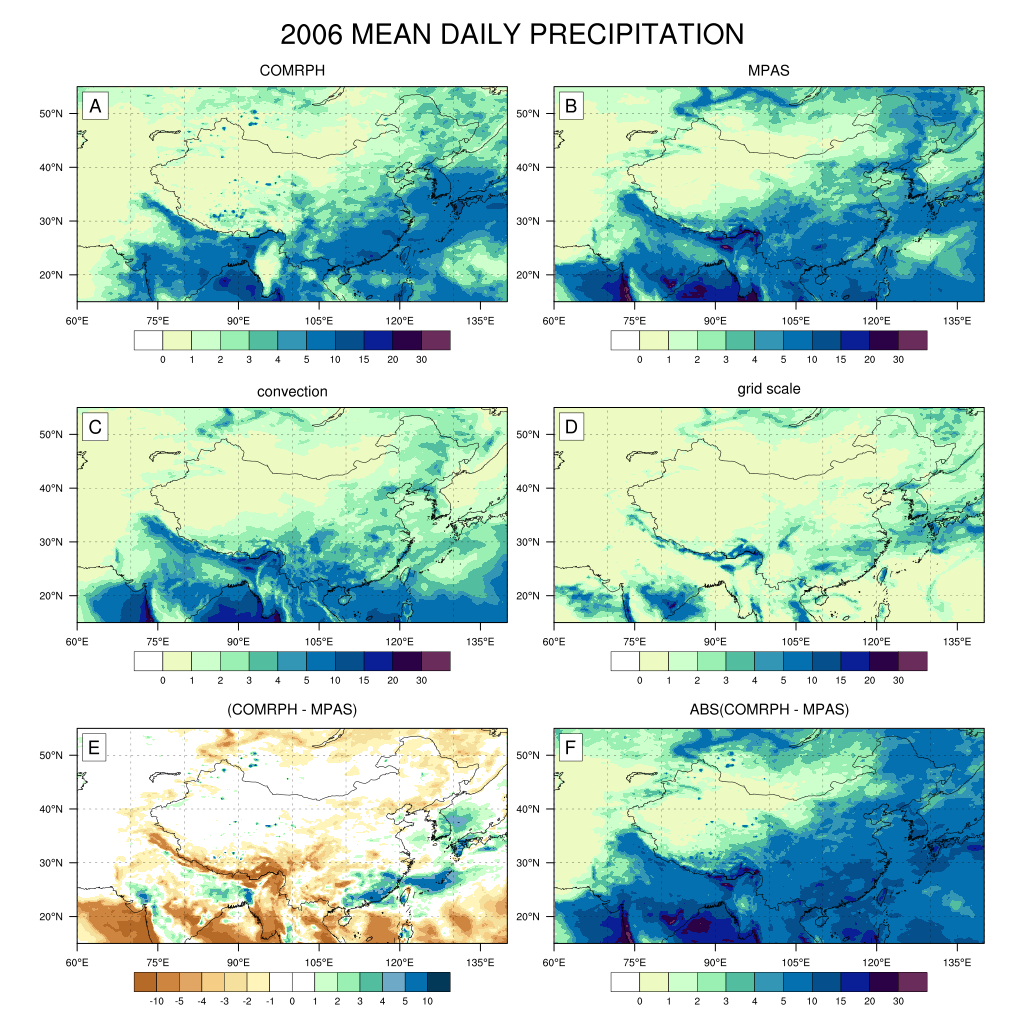 2006 MEAN DAILY PRECIPITATION
COMRPH
MPAS
A
B
50°N
40°N
30°N
20°N
50°N
40°N
30°N
20°N
60°E 75°E 90°E 105°E 120°E 135°E
60°E 75°E 90°E 105°E 120°E 135°E
0 1 2 3 4 5 10 15 20 30
0 1 2 3 4 5 10 15 20 30
convection
grid scale
C
D
50°N
40°N
30°N
20°N
50°N
40°N
30°N
20°N
60°E 75°E 90°E 105°E 120°E 135°E
60°E 75°E 90°E 105°E 120°E 135°E
0 1 2 3 4 5 10 15 20 30
0 1 2 3 4 5 10 15 20 30
(COMRPH - MPAS)
ABS(COMRPH - MPAS)
E
F
50°N
40°N
30°N
20°N
50°N
40°N
30°N
20°N
60°E 75°E 90°E 105°E 120°E 135°E
60°E 75°E 90°E 105°E 120°E 135°E
-10 -5 -4 -3 -2 -1 0 1 2 3 4 5 10
0 1 2 3 4 5 10 15 20 30